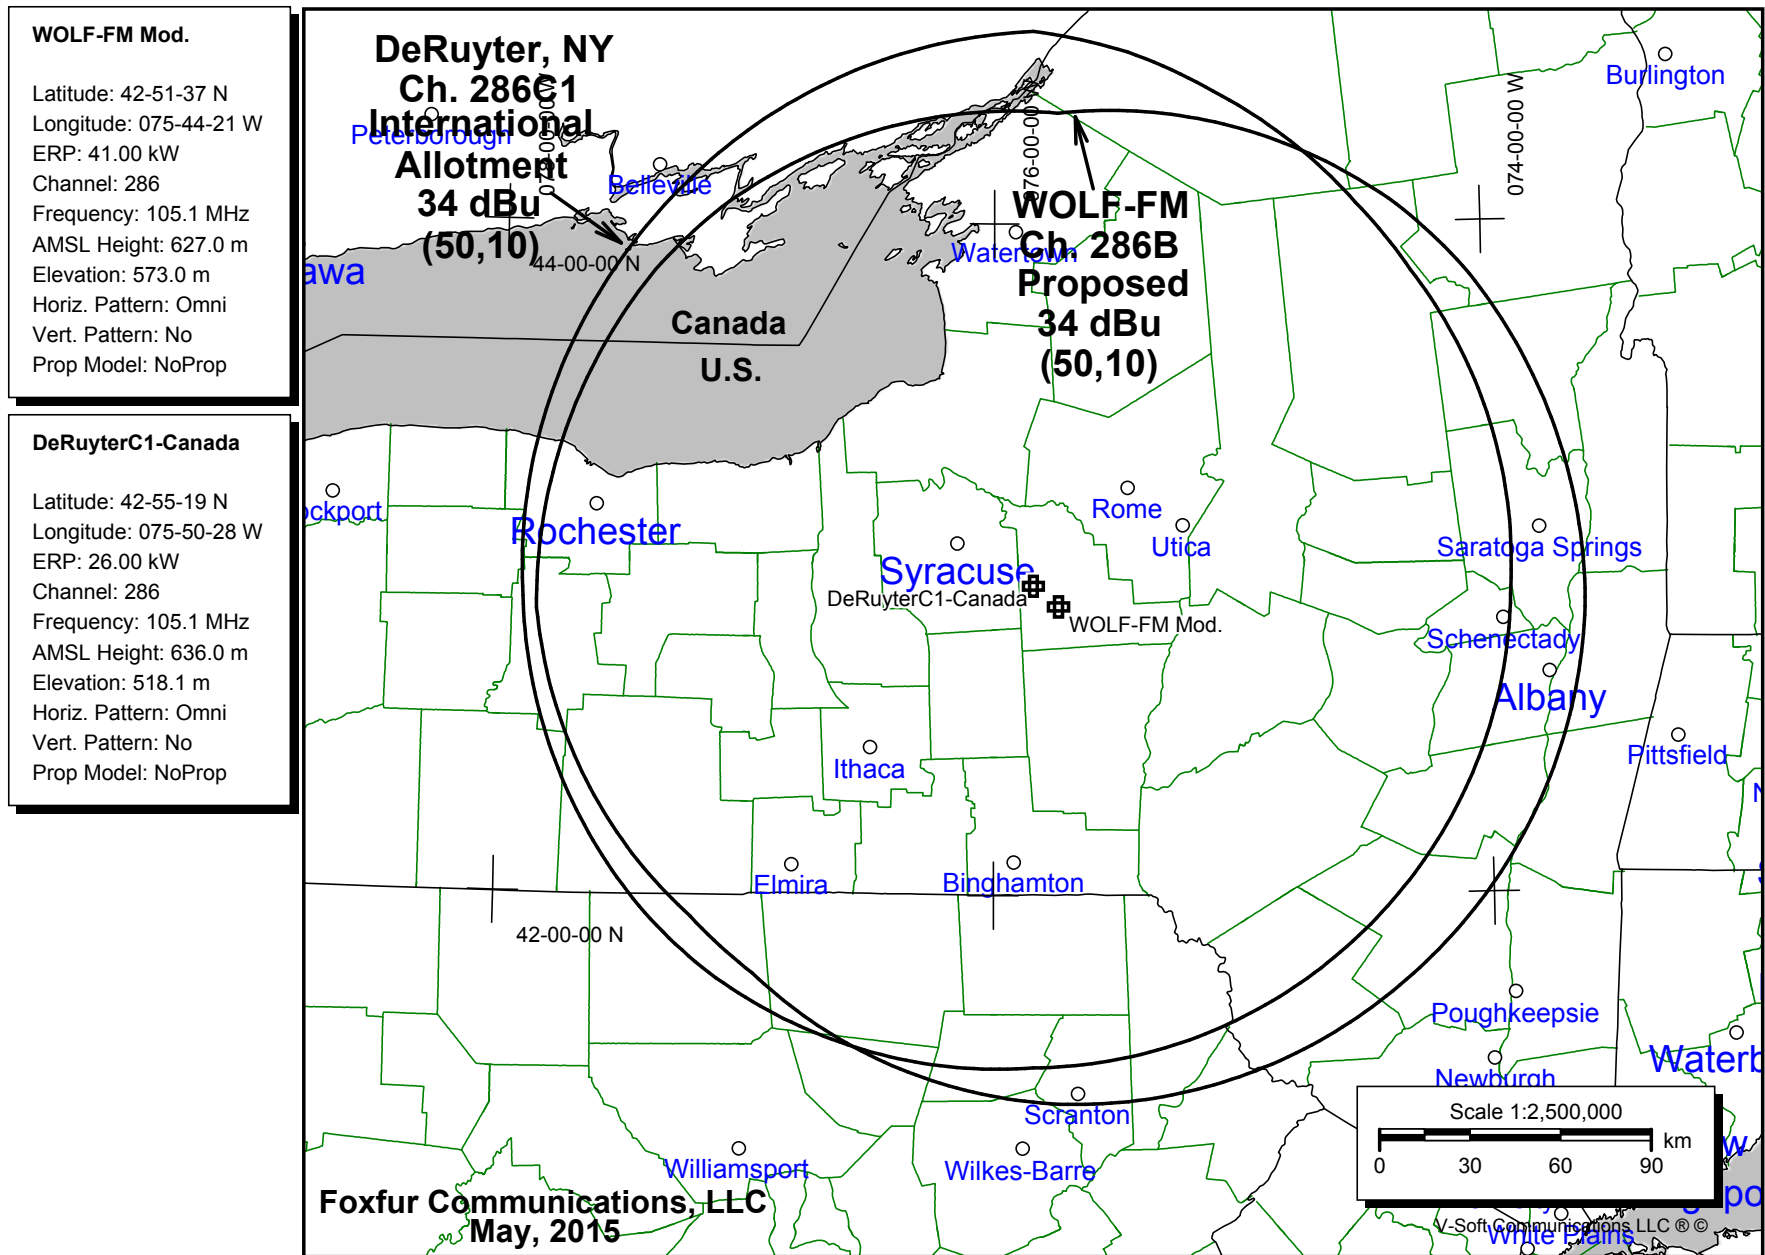 WOLF-FM Mod.
Latitude: 42-51-37 N
Longitude: 075-44-21 W
ERP: 41.00 kW
Channel: 286
Frequency: 105.1 MHz
AMSL Height: 627.0 m
Elevation: 573.0 m
Horiz. Pattern: Omni
Vert. Pattern: No
Prop Model: NoProp
DeRuyterC1-Canada
Latitude: 42-55-19 N
Longitude: 075-50-28 W
ERP: 26.00 kW
Channel: 286
Frequency: 105.1 MHz
AMSL Height: 636.0 m
Elevation: 518.1 m
Horiz. Pattern: Omni
Vert. Pattern: No
Prop Model: NoProp
DeRuyter, NY
Ch. 286C1
International
Allotment
34 dBu
(50,10)
Peterborough
Belleville
44-00-00 N
awa
Canada
U.S.
076-00-00 W
074-00-00 W
Burlington
WOLF-FM
Ch. 286B
Proposed
34 dBu
(50,10)
Watertown
ockport
Rochester
Syracuse
Rome
Utica
DeRuyterC1-Canada
WOLF-FM Mod.
Saratoga Springs
Schenectady
Albany
Pittsfield
Ithaca
Elmira
Binghamton
42-00-00 N
Poughkeepsie
Newburgh
Waterb
Scranton
Williamsport
Wilkes-Barre
Scale 1:2,500,000
km
0 30 60 90
w
po
White Plains
V-Soft Communications LLC ® ©
Foxfur Communications, LLC
May, 2015